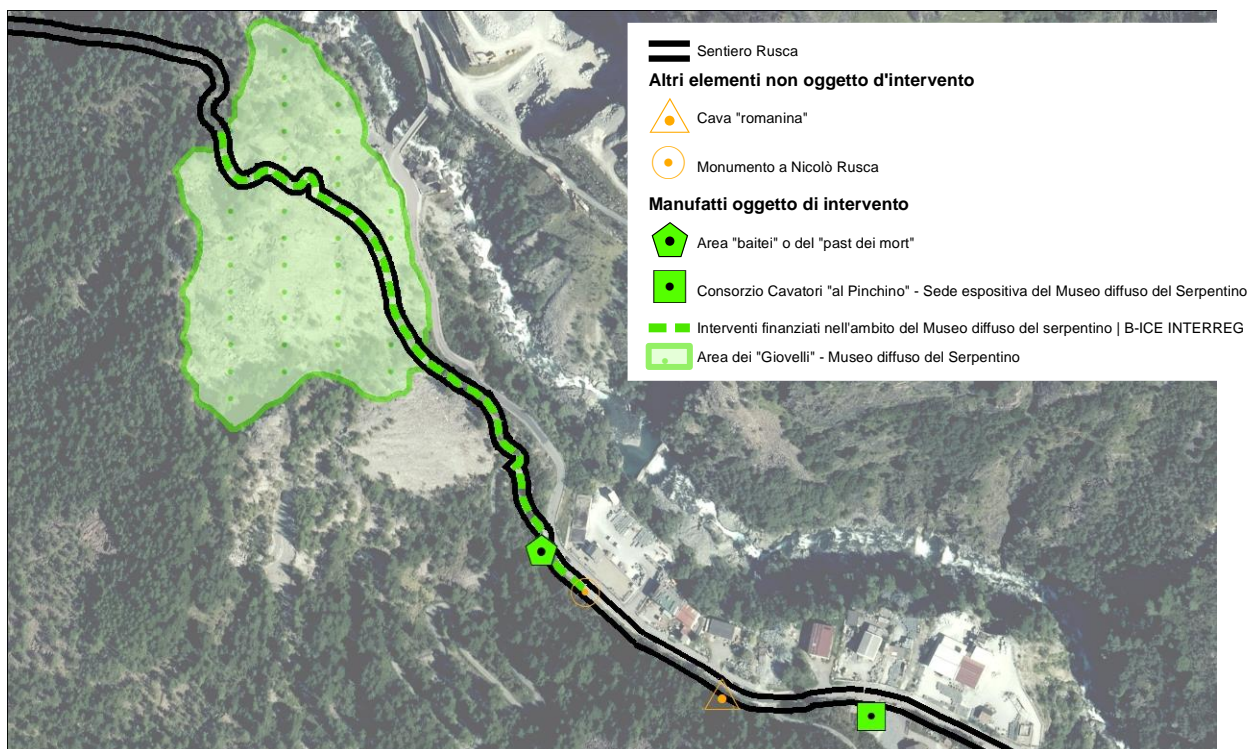 Sentiero Rusca
Altri elementi non oggetto d'intervento
Cava "romanina"
Monumento a Nicolò Rusca
Manufatti oggetto di intervento
Area "baitei" o del "past dei mort"
Consorzio Cavatori "al Pinchino" - Sede espositiva del Museo diffuso del Serpentino
Interventi finanziati nell'ambito del Museo diffuso del serpentino | B-ICE INTERREG
Area dei "Giovelli" - Museo diffuso del Serpentino